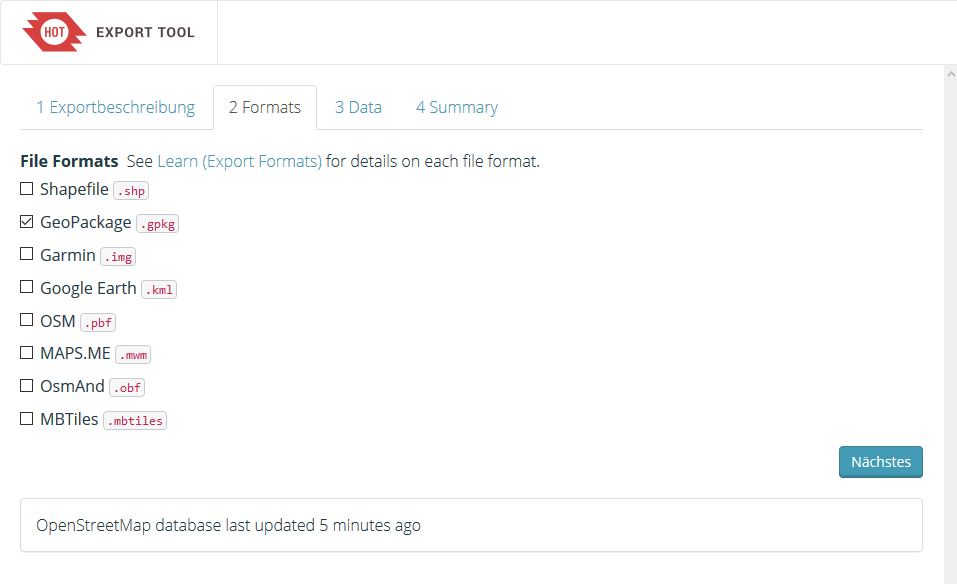 HOT EXPORT TOOL
1 Exportbeschreibung 2 Formats 3 Data 4 Summary
File Formats See Learn (Export Formats) for details on each file format.
Shapefile .shp
GeoPackage .gpkg
Garmin .img
Google Earth .kml
OSM .pbf
MAPS.ME .mwm
OsmAnd .obf
MBTiles .mbtiles
Nächstes
OpenStreetMap database last updated 5 minutes ago